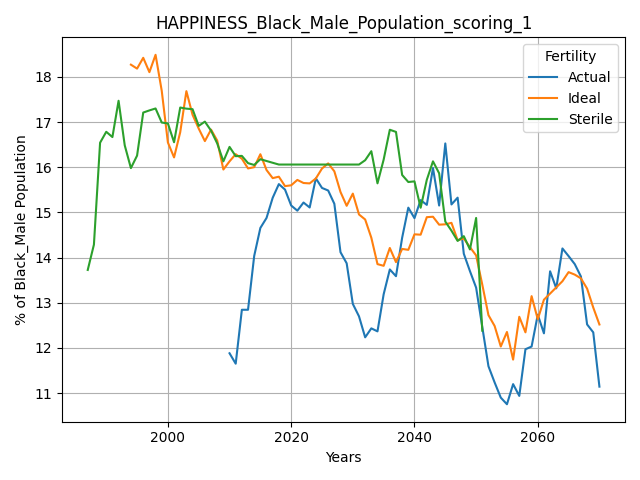 HAPPINESS_Black_Male_Population_scoring_1
Fertility
Actual
Ideal
Sterile
% of Black_Male Population
18
17
16
15
14
13
12
11
2000 2020 2040 2060
Years